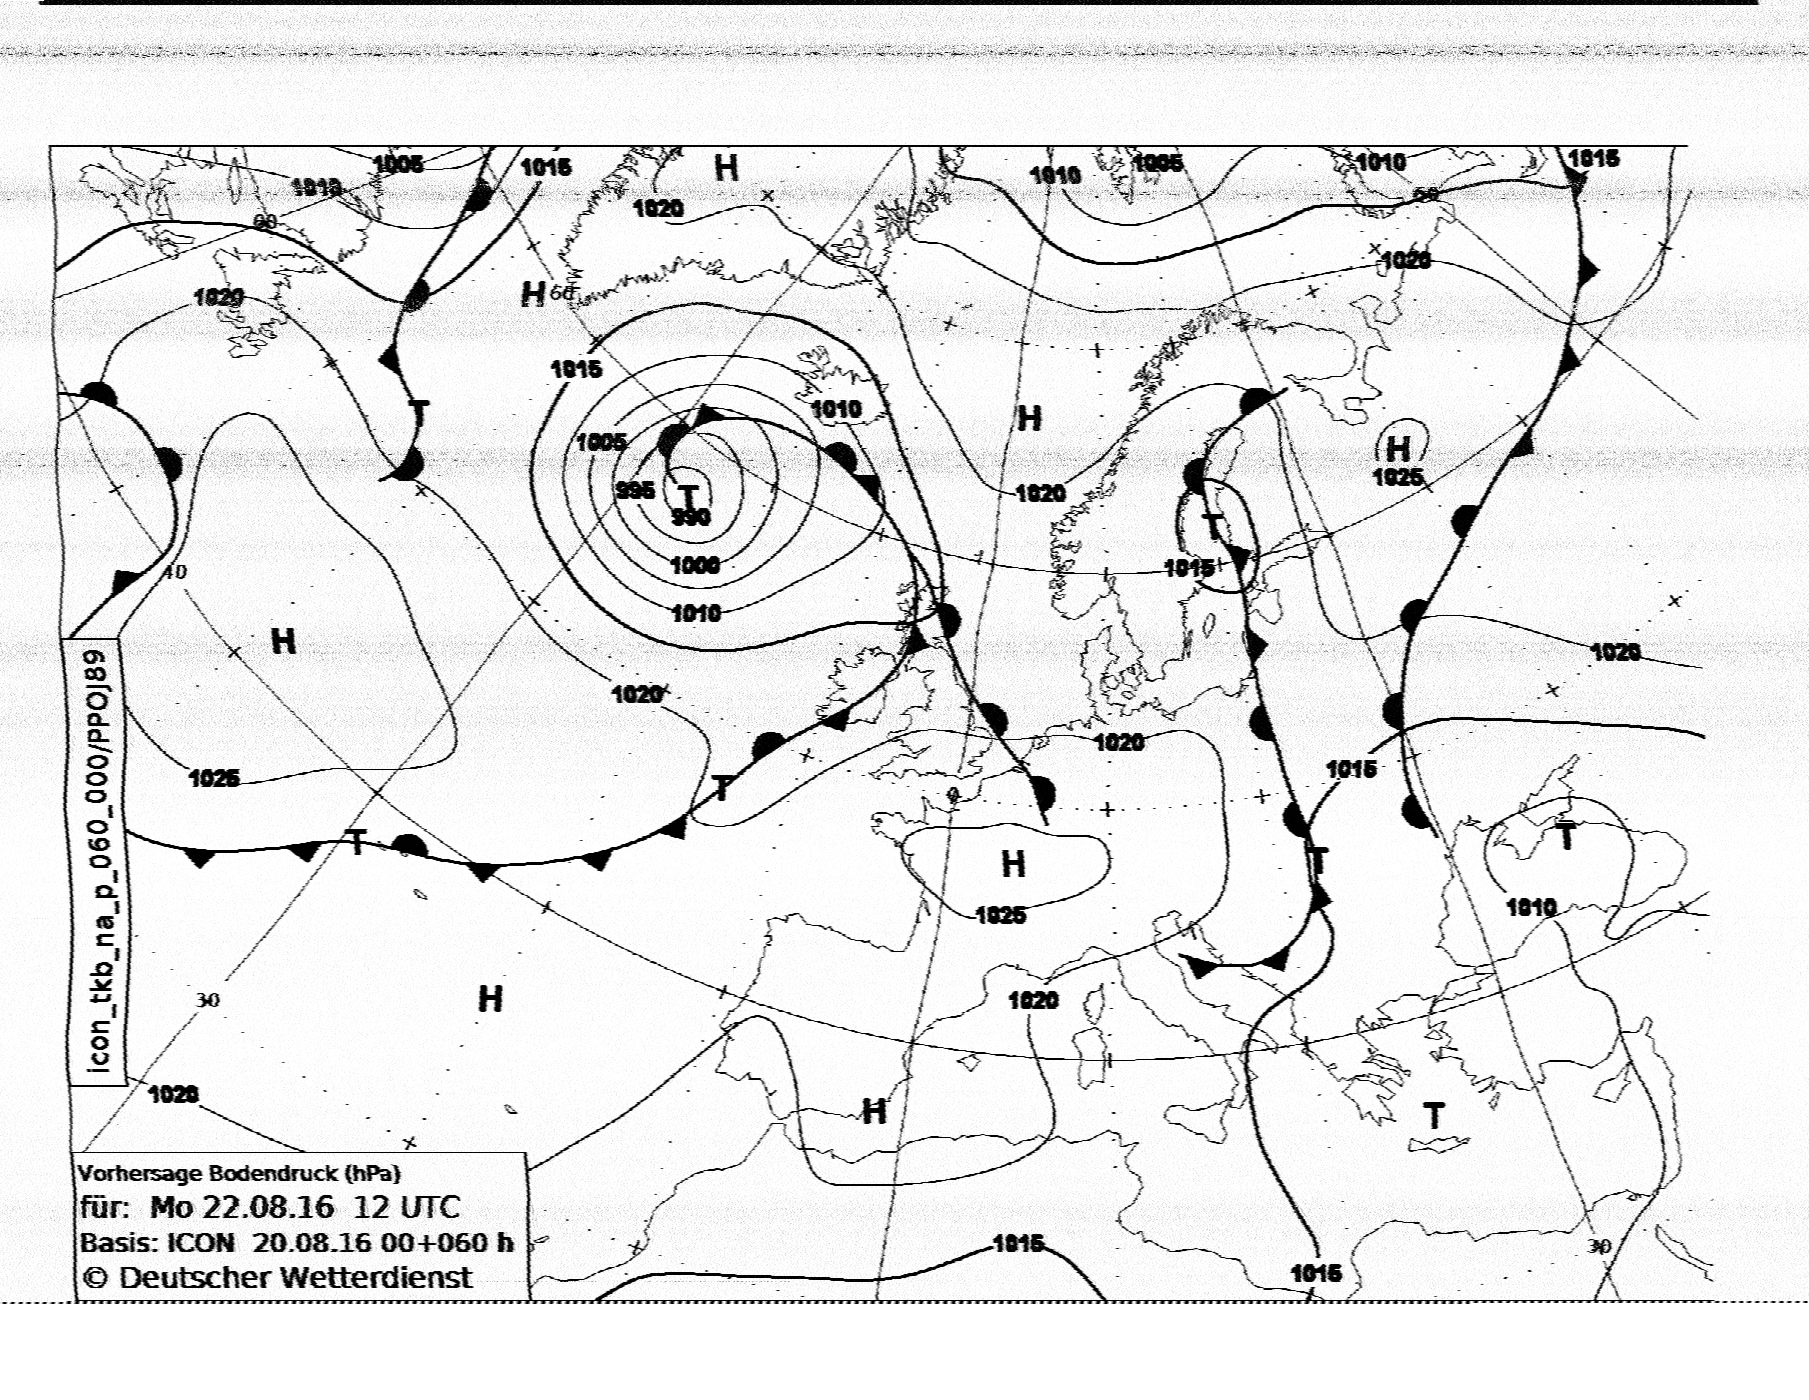 1005
1015
H
1010
1005
1010
1015
1010
1020
60
60
1020
1020
H
60
1015
1010
T
H
H
1025
1005
995
T
990
1020
T
1015
1000
1010
40
H
1020
1020
1025
T
1020
1015
0
T
T
H
T
T
1025
1010
30
H
1020
1020
H
T
1015
1015
30
icon_tkb_na_p_060_000/PPOJ89
Vorhersage Bodendruck (hPa)
für: Mo 22.08.16 12 UTC
Basis: ICON 20.08.16 00+060 h
© Deutscher Wetterdienst